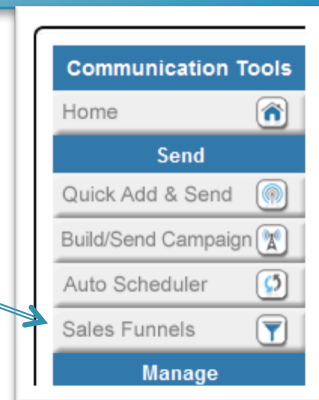 Communication Tools
Home
Send
Quick Add & Send
Build/Send Campaign
Auto Scheduler
Sales Funnels
Manage